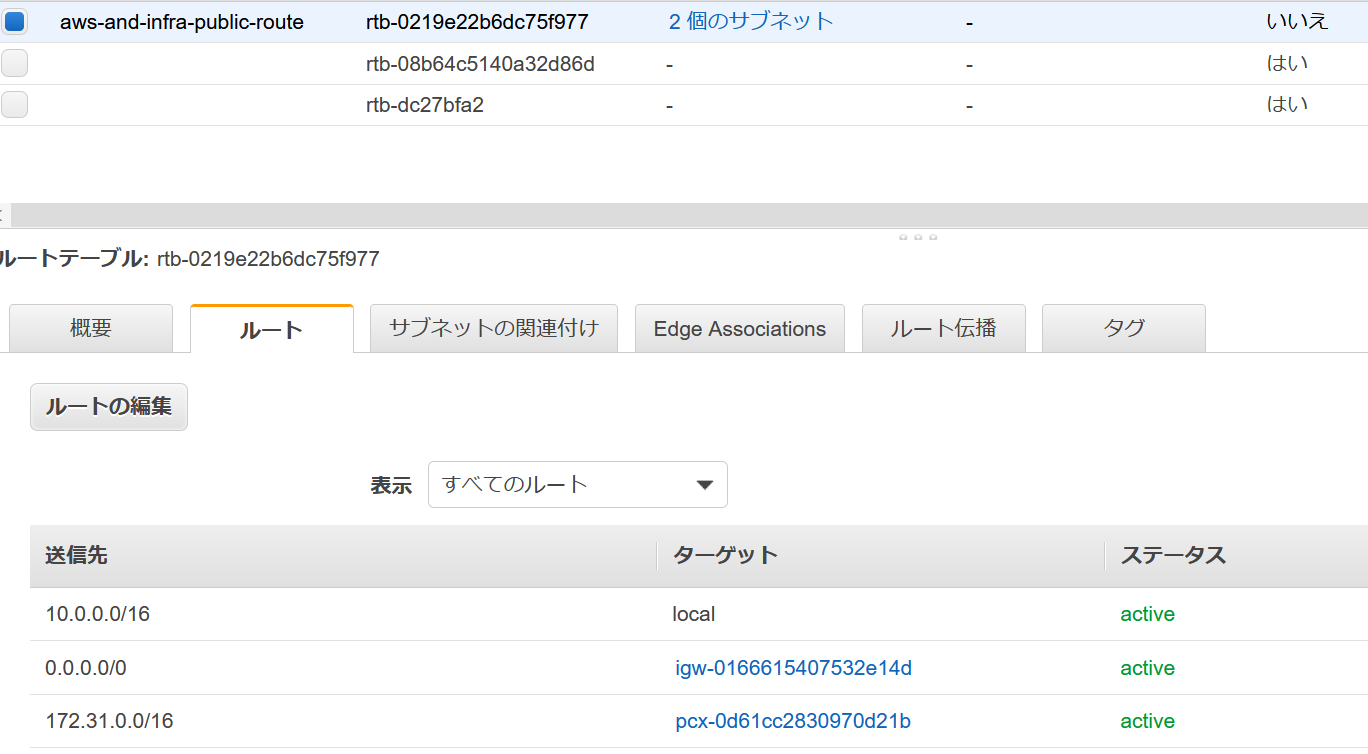 aws-and-infra-public-route rtb-0219e22b6dc75f977 2 個のサブネット - いいえ
rtb-08b64c5140a32d86d - - はい
rtb-dc27bfa2 - - はい
ルートテーブル: rtb-0219e22b6dc75f977
概要 ルート サブネットの関連付け Edge Associations ルート伝播 タグ
ルートの編集
表示 すべてのルート
送信先 ターゲット ステータス
10.0.0.0/16 local active
0.0.0.0/0 igw-0166615407532e14d active
172.31.0.0/16 pcx-0d61cc2830970d21b active